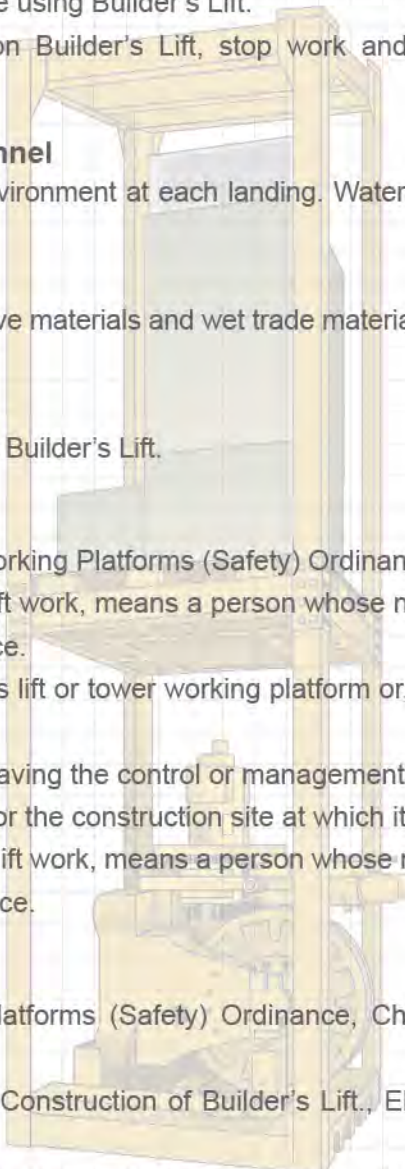 e using Builder's Lift.
on Builder's Lift, stop work and
nnel
vironment at each landing. Water
ve materials and wet trade materia
Builder's Lift.
orking Platforms (Safety) Ordinan
ft work, means a person whose n
ce.
s lift or tower working platform or,
aving the control or management
or the construction site at which it
ift work, means a person whose n
ce.
latforms (Safety) Ordinance, Ch
Construction of Builder's Lift., El